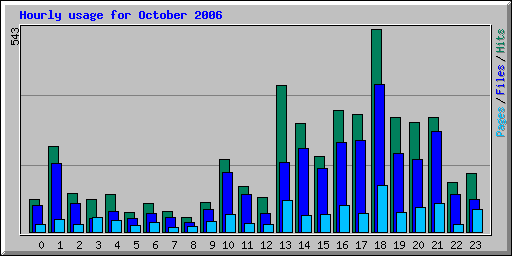 Hourly usage for October 2006
543
Pages / Files / Hits
0 1 2 3 4 5 6 7 8 9 10 11 12 13 14 15 16 17 18 19 20 21 22 23